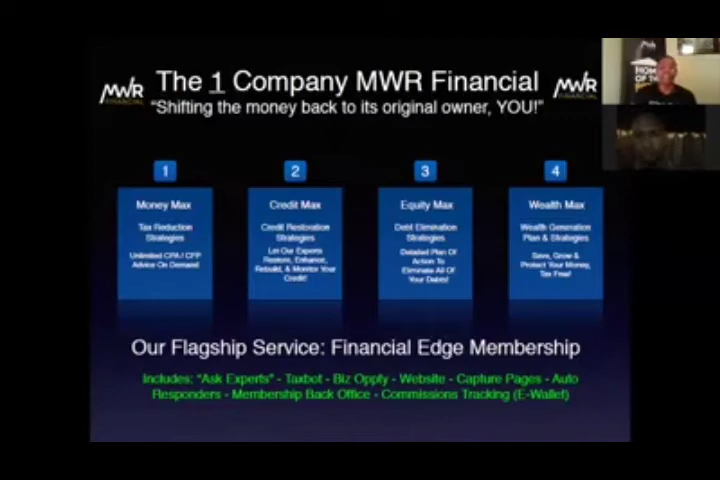 MWR
FINANCIAL
The 1 Company MWR Financial
MWR
FINANCIAL
"Shifting the money back to its original owner, YOU!"
HOM
OF T
1
2
3
4
Money Max
Tax Reduction
Strategies
Unlimited CPA / CFP
Advice On Demand!
Credit Max
Credit Restoration
Strategies
Let Our Experts
Restore, Enhance,
Rebuild, & Monitor Your
Credit!
Equity Max
Debt Elimination
Strategies
Detailed Plan Of
Action To
Eliminate All Of
Your Debts!
Wealth Max
Wealth Generation
Plan & Strategies
Save, Grow &
Protect Your Money,
Tax Free!
Our Flagship Service: Financial Edge Membership
Includes: "Ask Experts" - Taxbot - Biz Oppty - Website - Capture Pages - Auto
Responders - Membership Back Office - Commissions Tracking (E-Wallet)